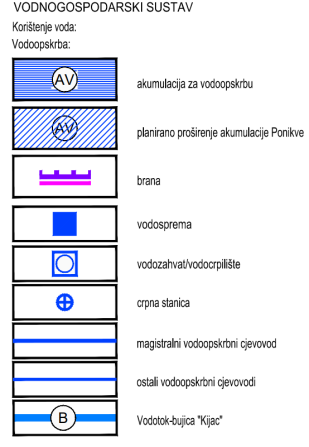 VODNOGOSPODARSKI SUSTAV
Korištenje voda:
Vodoopskrba:
AV akumulacija za vodoopskrbu
AV planirano proširenje akumulacije Ponikve
brana
vodosprema
vodozahvat/vodocrpilište
crpna stanica
magistralni vodoopskrbni cjevovod
ostali vodoopskrbni cjevovodi
B Vodotok-bujica "Kijac"